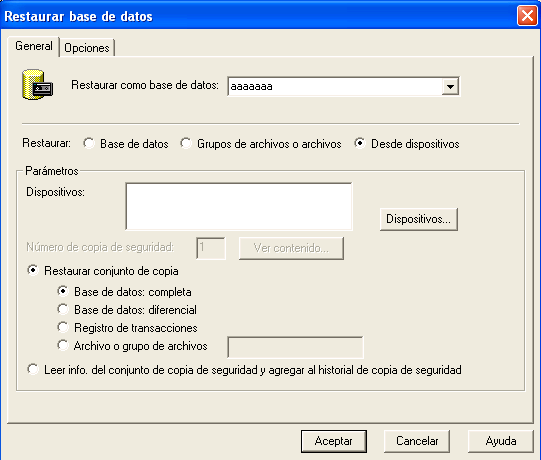 Restaurar base de datos
General Opciones
Restaurar como base de datos: aaaaaaa
Restaurar: Base de datos Grupos de archivos o archivos Desde dispositivos
Parámetros
Dispositivos:
Dispositivos...
Número de copia de seguridad: 1 Ver contenido...
Restaurar conjunto de copia
Base de datos: completa
Base de datos: diferencial
Registro de transacciones
Archivo o grupo de archivos
Leer info. del conjunto de copia de seguridad y agregar al historial de copia de seguridad
Aceptar Cancelar Ayuda